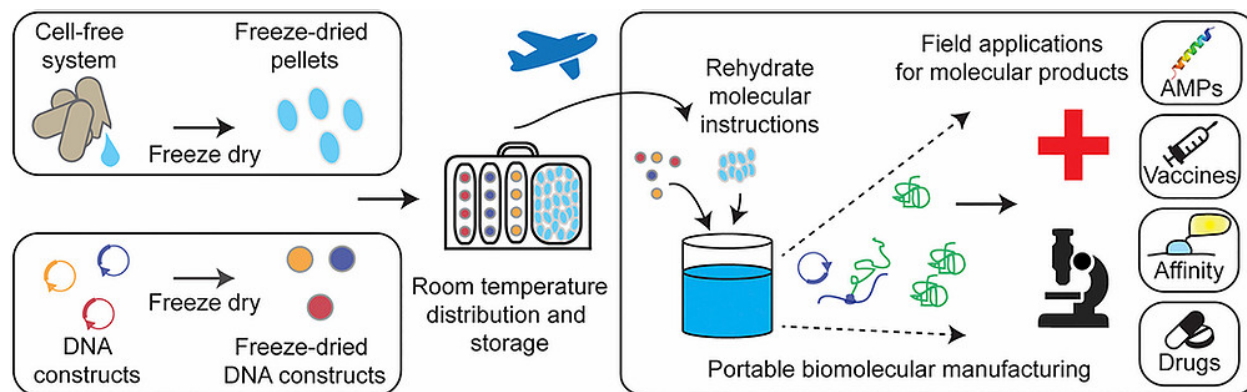 Cell-free
system
Freeze-dried
pellets
Freeze dry
DNA
constructs
Freeze dry
Freeze-dried
DNA constructs
Room temperature
distribution and
storage
Rehydrate
molecular
instructions
Field applications
for molecular products
Portable biomolecular manufacturing
AMPs
Vaccines
Affinity
Drugs